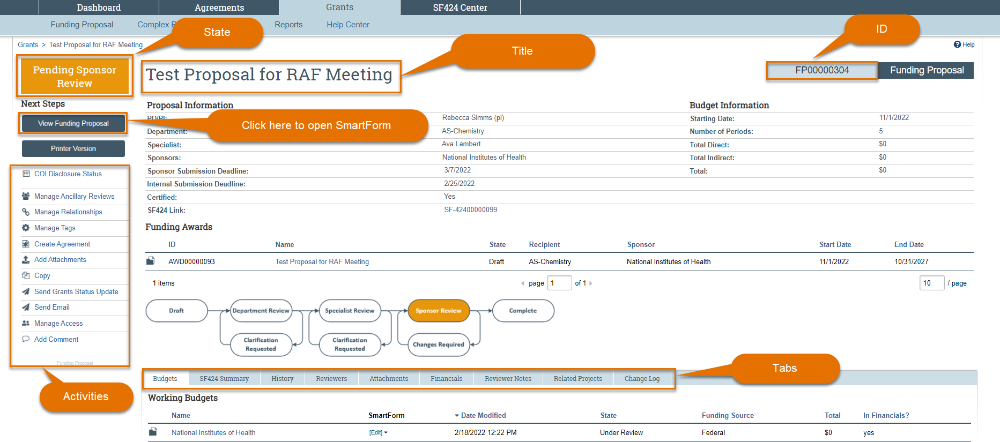 Dashboard Agreements Grants SF424 Center
Funding Proposal Complex P Reports Help Center
State
ID
Grants > Test Proposal for RAF Meeting
Help
Title
Pending Sponsor
Review
Test Proposal for RAF Meeting
FP00000304 Funding Proposal
Next Steps
View Funding Proposal
Click here to open SmartForm
Printer Version
COI Disclosure Status
Manage Ancillary Reviews
Manage Relationships
Manage Tags
Create Agreement
Add Attachments
Copy
Send Grants Status Update
Send Email
Manage Access
Add Comment
Funding Proposal
Activities
Proposal Information
PD/PI: Rebecca Simms (pi)
Department: AS-Chemistry
Specialist: Ava Lambert
Sponsors: National Institutes of Health
Sponsor Submission Deadline: 3/7/2022
Internal Submission Deadline: 2/25/2022
Certified: Yes
SF424 Link: SF-42400000099
Budget Information
Starting Date: 11/1/2022
Number of Periods: 5
Total Direct: $0
Total Indirect: $0
Total: $0
Funding Awards
ID Name State Recipient Sponsor Start Date End Date
AWD00000093 Test Proposal for RAF Meeting Draft AS-Chemistry National Institutes of Health 11/1/2022 10/31/2027
1 items page 1 of 1 10 / page
Draft Department Review Specialist Review Sponsor Review Complete
Clarification
Requested
Clarification
Requested
Changes Required
Tabs
Budgets SF424 Summary History Reviewers Attachments Financials Reviewer Notes Related Projects Change Log
Working Budgets
Name SmartForm Date Modified State Funding Source Total In Financials?
National Institutes of Health [Edit] 2/18/2022 12:22 PM Under Review Federal $0 yes